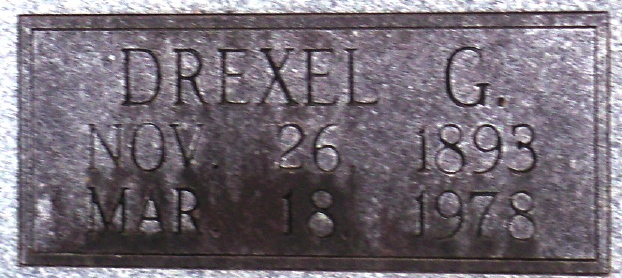 DREXEL G.
NOV. 26, 1893
MAR. 18, 1978